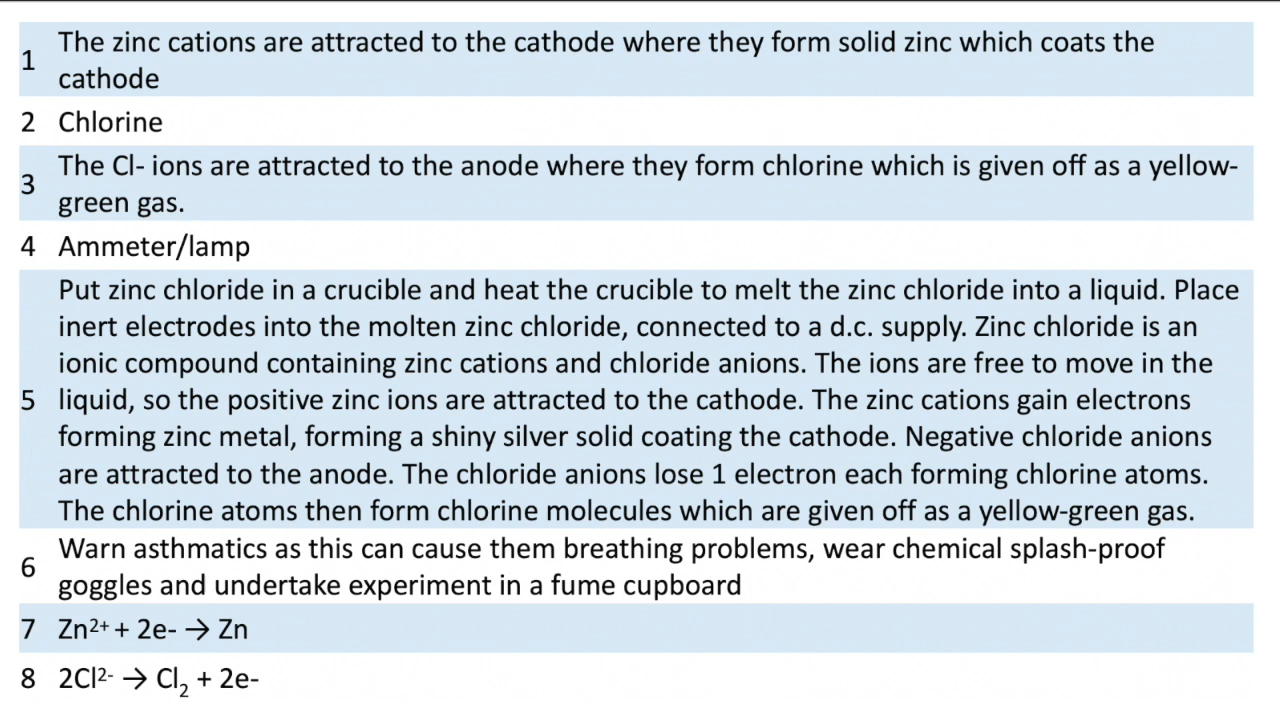 1 The zinc cations are attracted to the cathode where they form solid zinc which coats the
cathode
2 Chlorine
3 The Cl- ions are attracted to the anode where they form chlorine which is given off as a yellow-
green gas.
4 Ammeter/lamp
Put zinc chloride in a crucible and heat the crucible to melt the zinc chloride into a liquid. Place
inert electrodes into the molten zinc chloride, connected to a d.c. supply. Zinc chloride is an
ionic compound containing zinc cations and chloride anions. The ions are free to move in the
5 liquid, so the positive zinc ions are attracted to the cathode. The zinc cations gain electrons
forming zinc metal, forming a shiny silver solid coating the cathode. Negative chloride anions
are attracted to the anode. The chloride anions lose 1 electron each forming chlorine atoms.
The chlorine atoms then form chlorine molecules which are given off as a yellow-green gas.
6 Warn asthmatics as this can cause them breathing problems, wear chemical splash-proof
goggles and undertake experiment in a fume cupboard
7 Zn²⁺ + 2e- → Zn
8 2Cl²⁻ → Cl₂ + 2e-